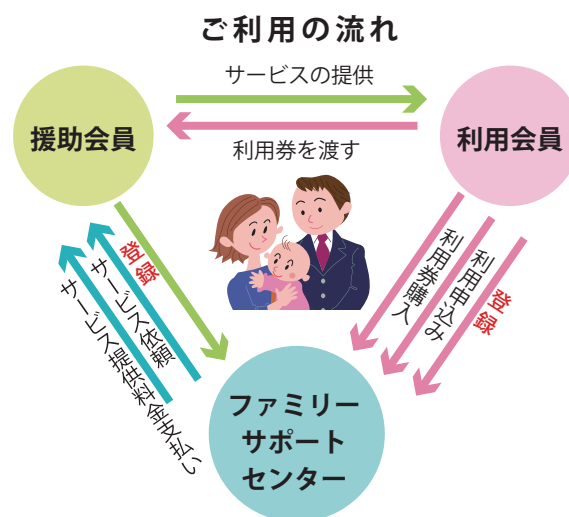 ご利用の流れ
サービスの提供
援助会員
利用会員
利用券を渡す
登録
サービス依頼
サービス提供料金支払い
利用券購入
利用申込み
登録
ファミリー
サポート
センター